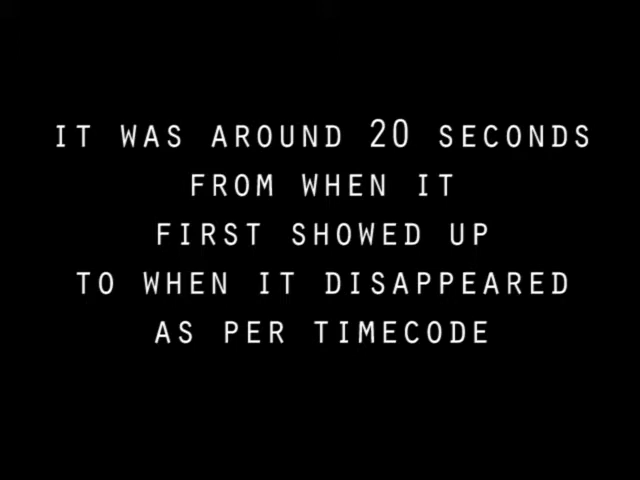 IT WAS AROUND 20 SECONDS
FROM WHEN IT
FIRST SHOWED UP
TO WHEN IT DISAPPEARED
AS PER TIMECODE